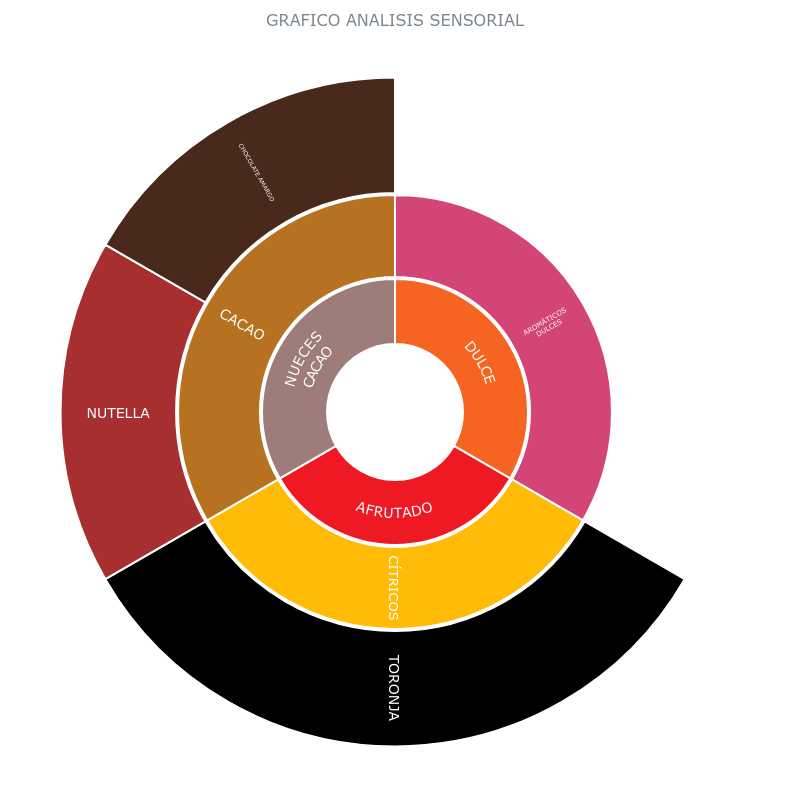 GRAFICO ANALISIS SENSORIAL
CHOCOLATE AMARGO
CACAO
NUECES
CACAO
DULCE
AROMÁTICOS
DULCES
NUTELLA
AFRUTADO
CÍTRICOS
TORONJA